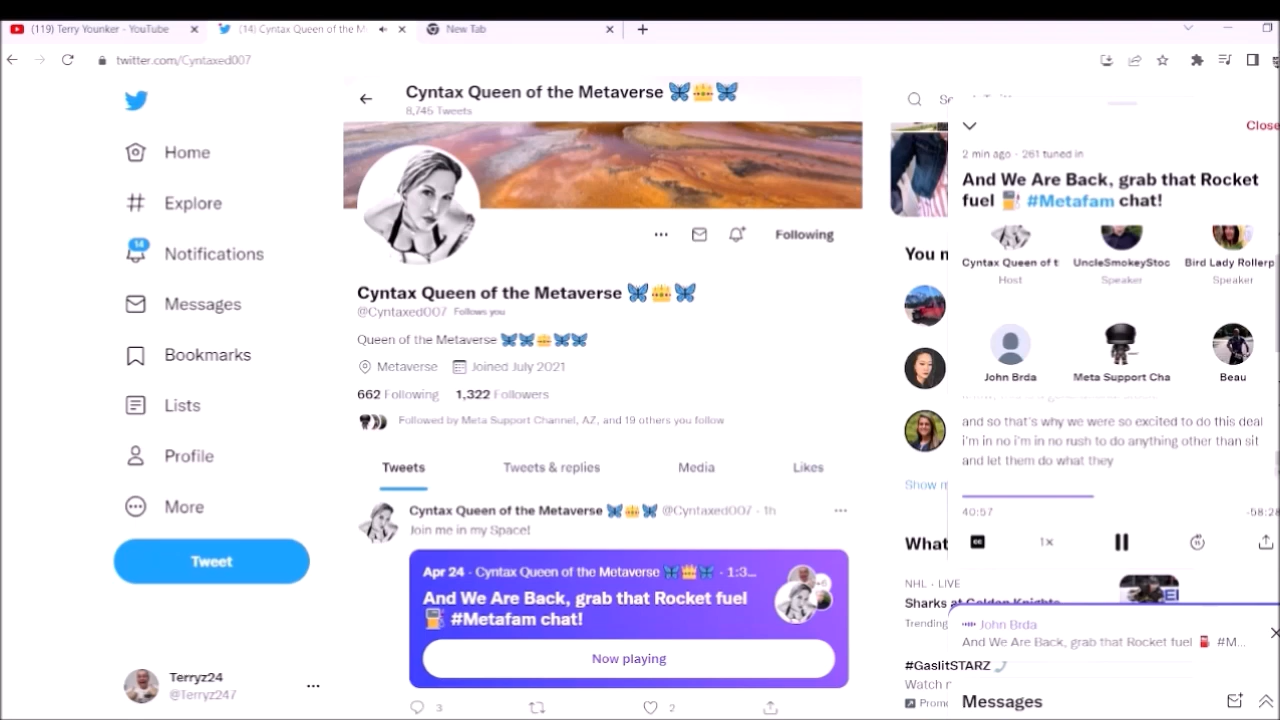 (119) Terry Younker - YouTube
(14) Cyntax Queen of the M
New Tab
twitter.com/Cyntaxed007
Home
Explore
14
Notifications
Messages
Bookmarks
Lists
Profile
More
Tweet
Terryz24
@Terryz247
Cyntax Queen of the Metaverse 🦋👑🦋
8,745 Tweets
Following
Cyntax Queen of the Metaverse 🦋👑🦋
@Cyntaxed007 Follows you
Queen of the Metaverse 🦋🦋👑🦋🦋
Metaverse Joined July 2021
662 Following 1,322 Followers
Followed by Meta Support Channel, AZ, and 19 others you follow
Tweets Tweets & replies Media Likes
Cyntax Queen of the Metaverse 🦋👑🦋 @Cyntaxed007 · 1h
Join me in my Space!
Apr 24 · Cyntax Queen of the Metaverse 🦋👑🦋 · 1:3...
And We Are Back, grab that Rocket fuel
⛽ #Metafam chat!
Now playing
3
2
You
Show
What
NHL · LIVE
Sharks at Golden Knights
Trending
#GaslitSTARZ
Watch
Close
2 min ago · 261 tuned in
And We Are Back, grab that Rocket
fuel ⛽ #Metafam chat!
Cyntax Queen of t UncleSmokeyStoc Bird Lady Rollerp
Host Speaker Speaker
John Brda Meta Support Cha Beau
and so that's why we were so excited to do this deal
i'm in no i'm in no rush to do anything other than sit
and let them do what they
40:57 -58:28
CC 1× 15
John Brda
And We Are Back, grab that Rocket fuel ⛽ #M...
Messages